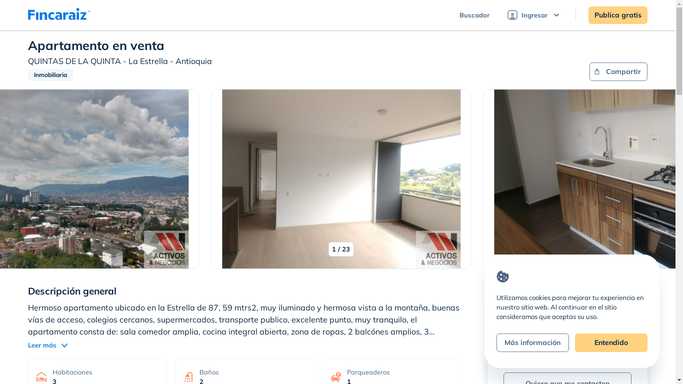 Fincaraiz
Buscador
Ingresar
Publica gratis
Apartamento en venta
QUINTAS DE LA QUINTA - La Estrella - Antioquia
Inmobiliaria
Compartir
ACTIVOS
& NEGOCIOS
1 / 23
ACTIVOS
& NEGOCIOS
Descripción general
Hermoso apartamento ubicado en la Estrella de 87, 59 mtrs2, muy iluminado y hermosa vista a la montaña, buenas
vías de acceso, colegios cercanos, supermercados, transporte publico, excelente punto, muy tranquilo, el
apartamento consta de: sala comedor amplia, cocina integral abierta, zona de ropas, 2 balcónes amplios, 3...
Leer más
Habitaciones
3
Baños
2
Parqueaderos
1
Utilizamos cookies para mejorar tu experiencia en
nuestro sitio web. Al continuar en el sitio
consideramos que aceptas su uso.
Más información
Entendido
Quiero que me contacten